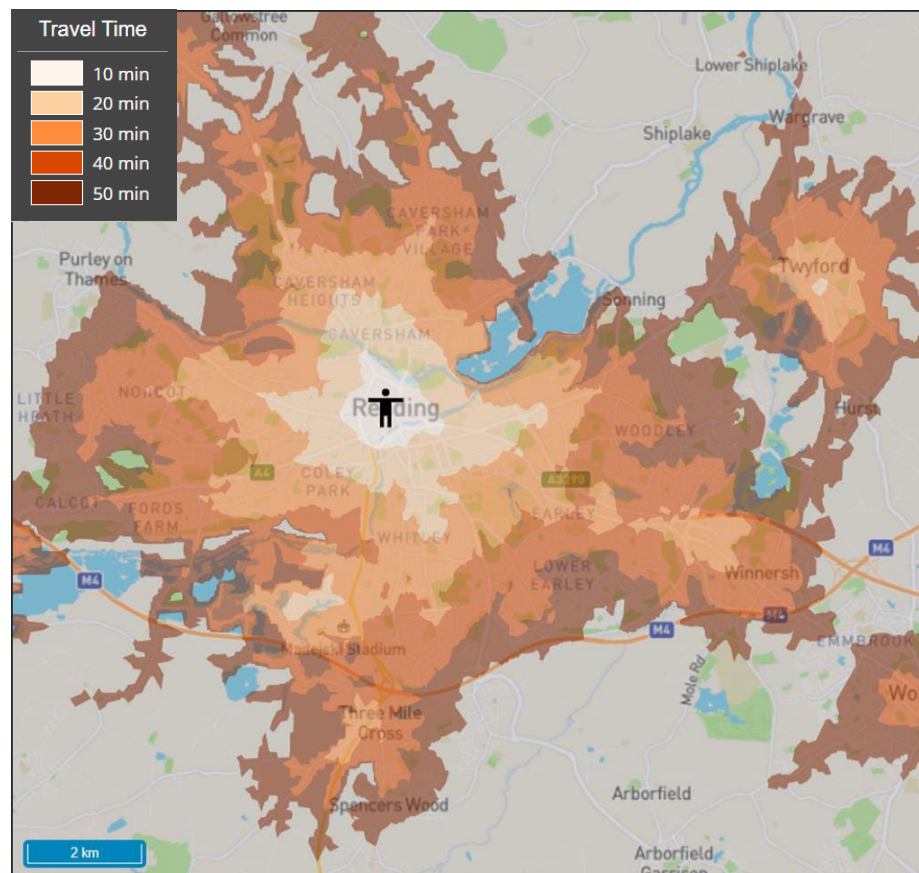 Travel Time
10 min
20 min
30 min
40 min
50 min
Gallowstree
Common
Lower Shiplake
Wargrave
Shiplake
CAVERSHAM
PARK
VILLAGE
Purley on
Thames
Twyford
CAVERSHAM
HEIGHTS
Sonning
CAVERSHAM
NORCOT
LITTLE
HEATH
Reading
Hurst
WOODLEY
A4
COLEY
PARK
A3290
CALCOT
FORDS
FARM
EARLEY
WHITLEY
M4
M4
LOWER
EARLEY
Winnersh
M4
M4
EMMBROOK
Madejski Stadium
Mole Rd
Wo
Three Mile
Cross
Spencers Wood
Arborfield
2 km
Arborfield
Garrison